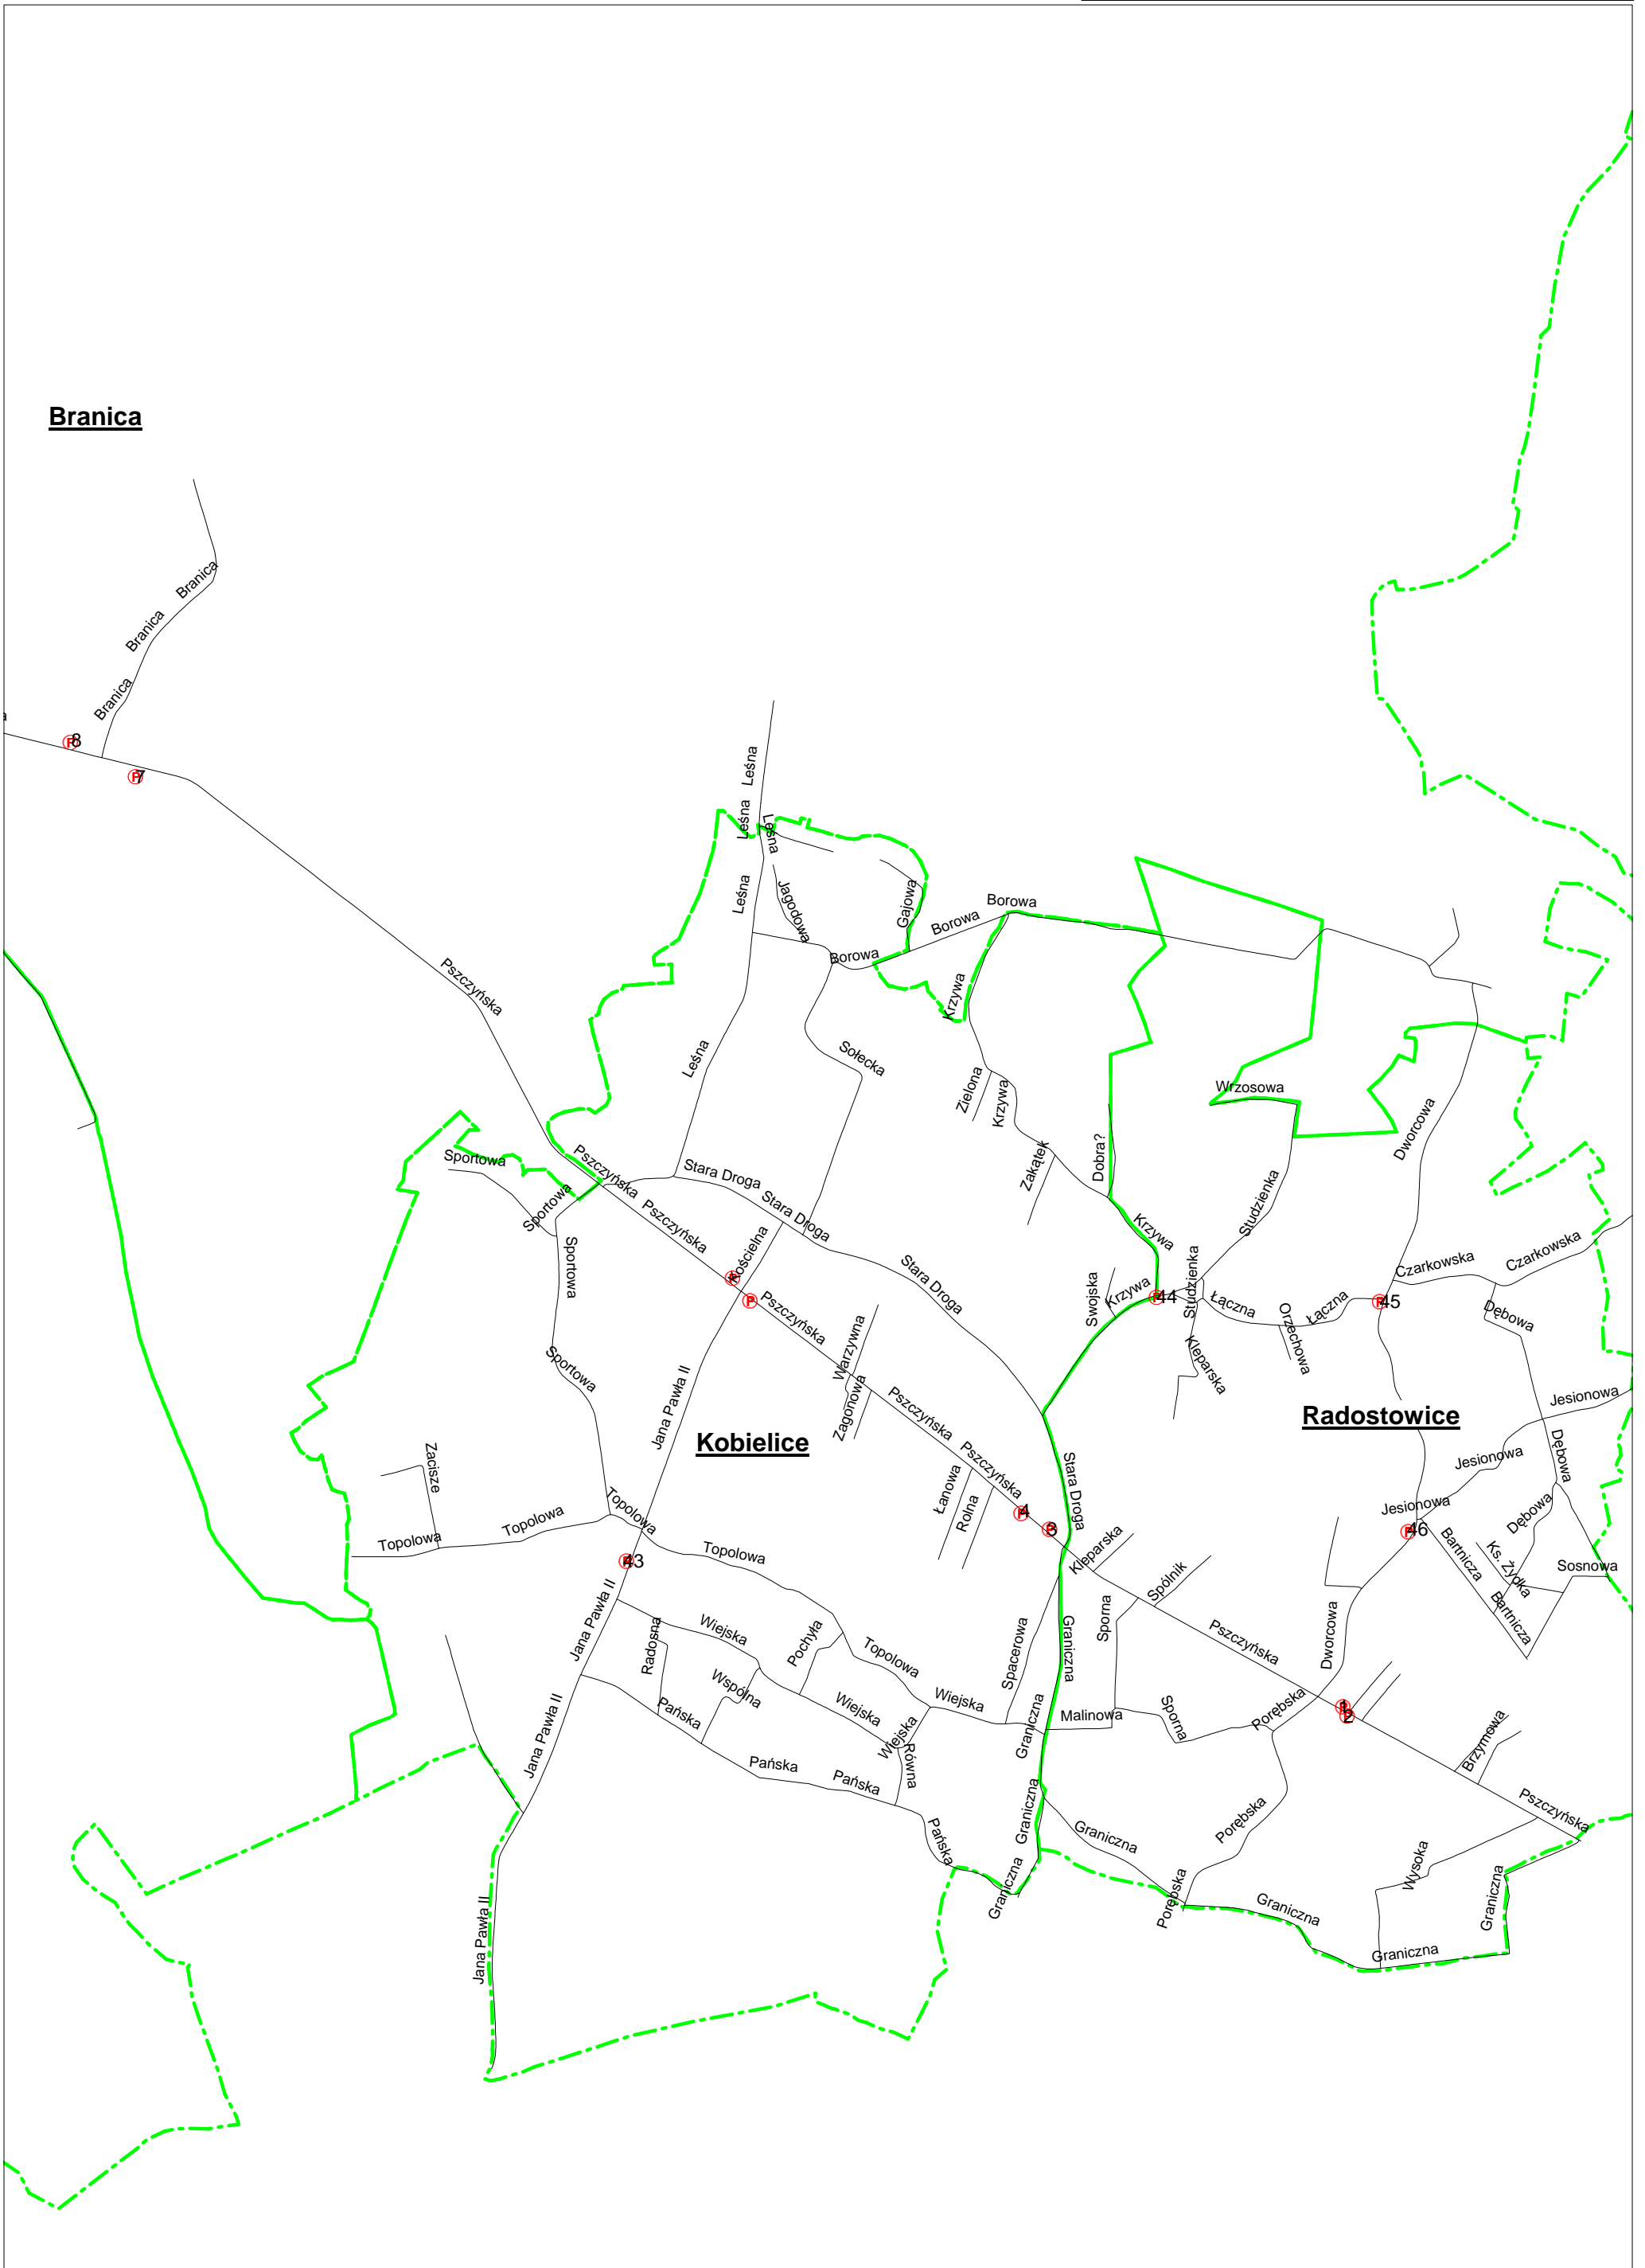 Branica
Branica
Branica
Branica
a
P 8
P 7
Leśna
Leśna
Leśna
Leśna
Jagodowa
Gajowa
Borowa
Borowa
Borowa
Pszczyńska
Krzywa
Leśna
Sołecka
Zielona
Krzywa
Wrzosowa
Dworcowa
Zakątek
Dobra?
Sportowa
Pszczyńska
Stara Droga
Sportowa
Pszczyńska
Stara Droga
Studzienka
Krzywa
Sportowa
Kościelna
Stara Droga
Czarkowska
Czarkowska
P
P
Pszczyńska
Swojska
Krzywa
P 44
Studzienka
Łączna
Orzechowa
Łączna
P 45
Dębowa
Sportowa
Warzywna
Kleparska
Jana Pawła II
Zagonowa
Pszczyńska
Jesionowa
Radostowice
Kobielice
Zacisze
Pszczyńska
Stara Droga
Jesionowa
Dębowa
Łanowa
Rolna
P 4
P 3
Topolowa
Topolowa
Topolowa
Topolowa
Jesionowa
P 46
Dębowa
Bartnicza
Ks. Żydka
Sosnowa
P 43
Kleparska
Spólnik
Jana Pawła II
Radosna
Wiejska
Pochyła
Topolowa
Spacerowa
Graniczna
Sporna
Pszczyńska
Dworcowa
Bartnicza
Wspólna
Pańska
Wiejska
Wiejska
Wiejska
Graniczna
Malinowa
Sporna
Porębska
P 1
P 2
Jana Pawła II
Równa
Brzymowa
Pańska
Pańska
Graniczna
Graniczna
Porębska
Pszczyńska
Pańska
Graniczna
Porębska
Graniczna
Wysoka
Graniczna
Graniczna
Jana Pawła II